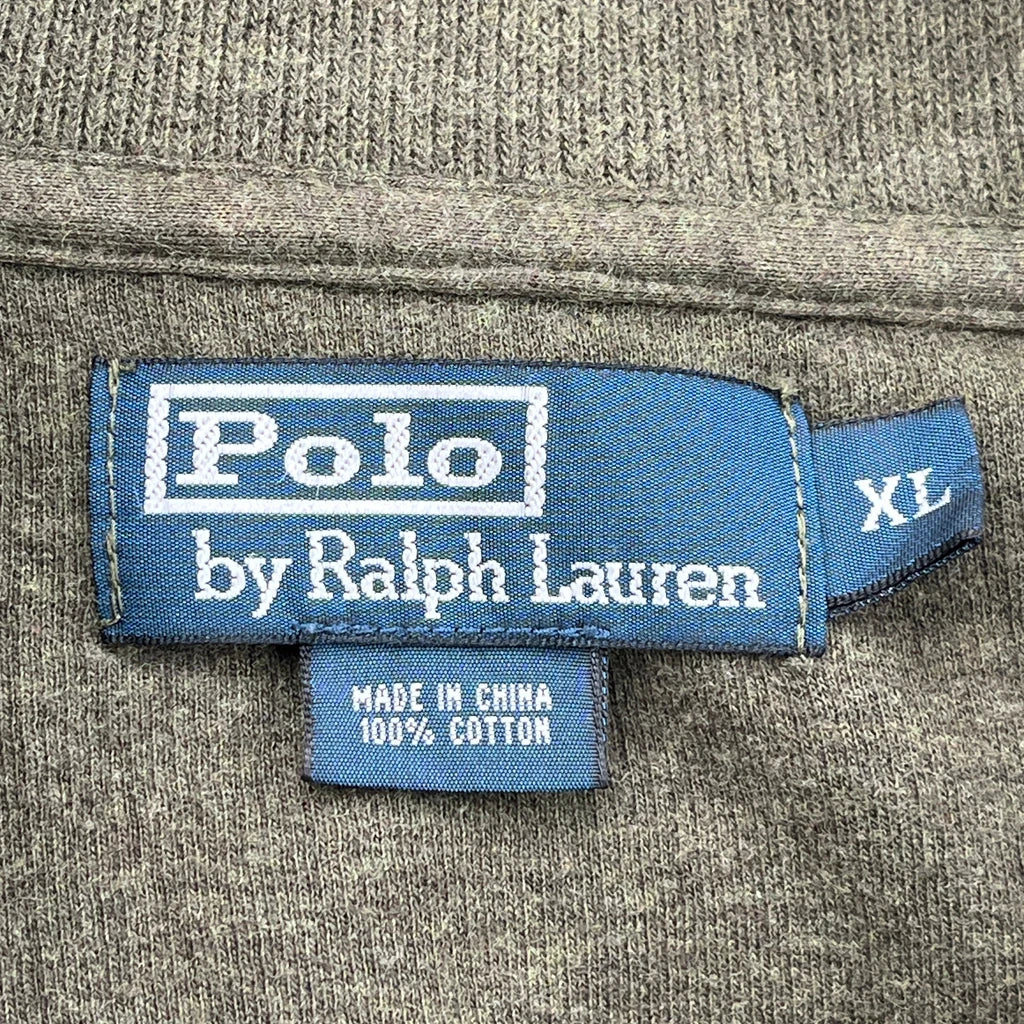 Polo
by Ralph Lauren
XL
MADE IN CHINA
100% COTTON